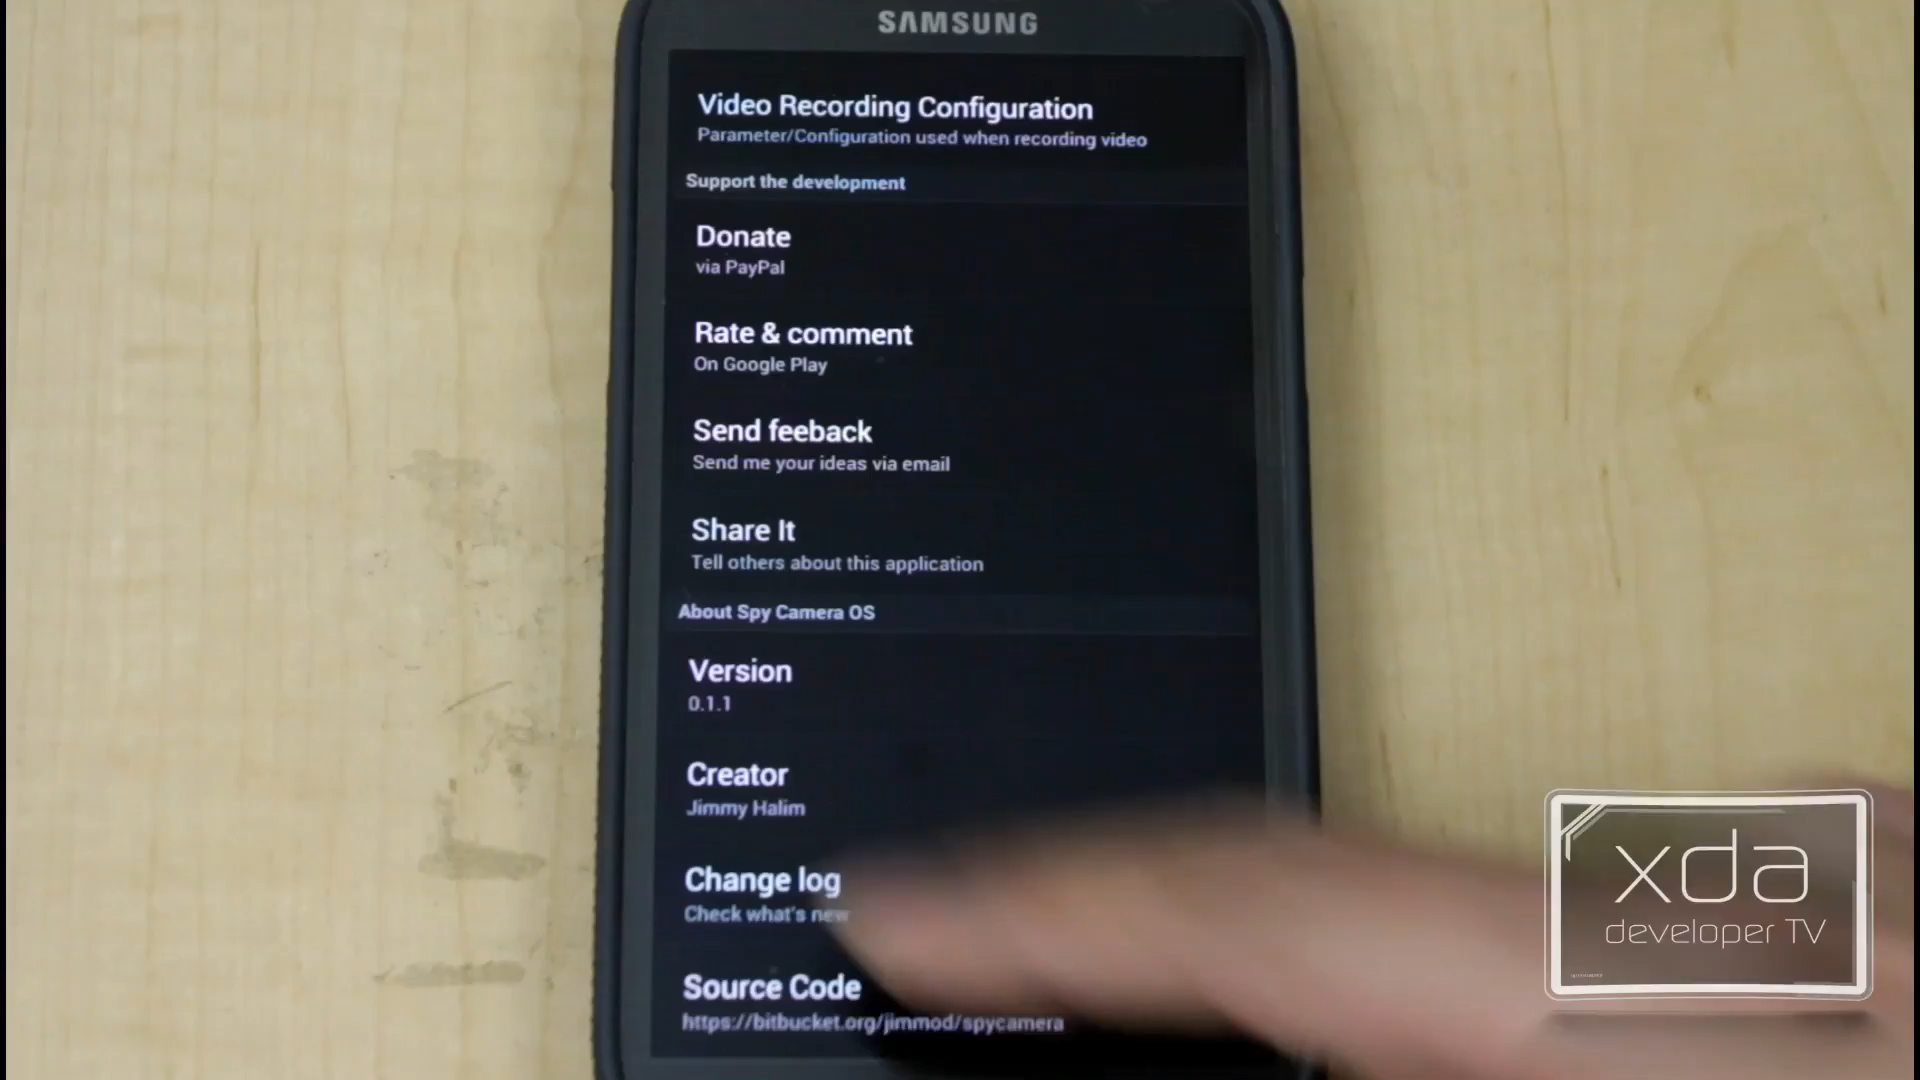 SAMSUNG
Video Recording Configuration
Parameter/Configuration used when recording video
Support the development
Donate
via PayPal
Rate & comment
On Google Play
Send feeback
Send me your ideas via email
Share It
Tell others about this application
About Spy Camera OS
Version
0.1.1
Creator
Jimmy Halim
Change log
Check what's new
Source Code
https://bitbucket.org/jimmod/spycamera
xda
developer TV